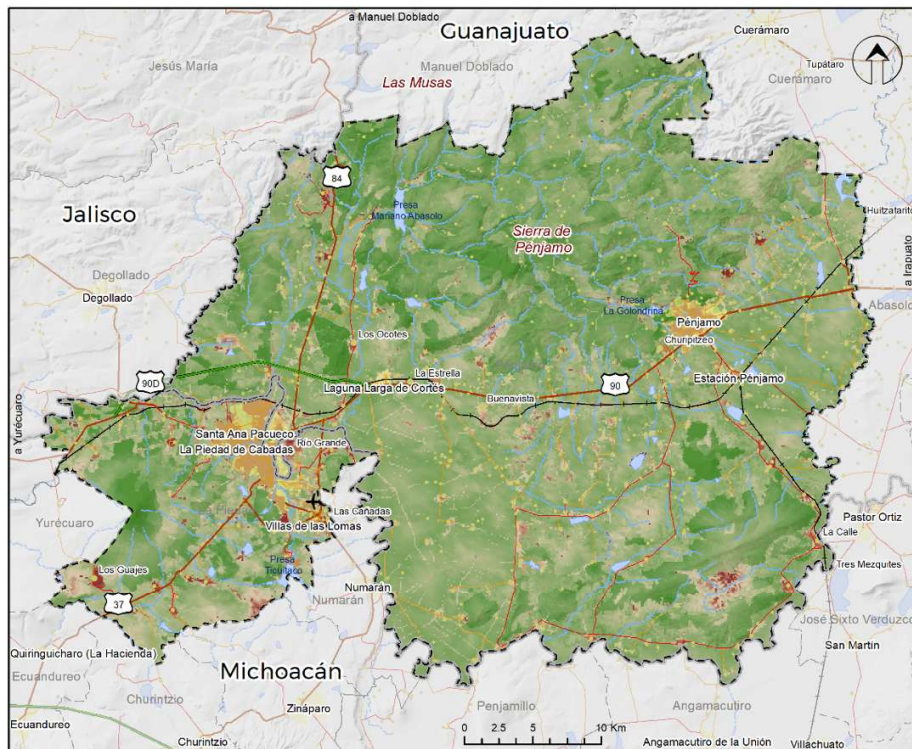 a Manuel Doblado
Guanajuato
Cuerámaro
Jesús María
Manuel Doblado
Tupátaro
Las Musas
Cuerámaro
84
Jalisco
Presa
Mariano Abasolo
Huitzatarito
Sierra de
Pénjamo
a Irapuato
Degollado
Degollado
Presa
La Golondrina
Abasolo
Pénjamo
Churipitzeo
Los Ocotes
90D
La Estrella
90
Estación Pénjamo
Laguna Larga de Cortés
Buenavista
a Yurécuaro
Santa Ana Pacueco
La Piedad de Cabadas
Río Grande
Las Cañadas
Yurécuaro
Villas de las Lomas
Pastor Ortiz
La Calle
Presa
Ticuitaco
Tres Mezquites
Los Guajes
Numarán
37
Numarán
José Sixto Verduzco
San Martín
Quiringuicharo (La Hacienda)
Michoacán
Ecuandureo
Churintzio
Zináparo
Penjamillo
Angamacutiro
Ecuandureo
0 2.5 5 10 Km
Churintzio
Angamacutiro de la Unión
Villachuato